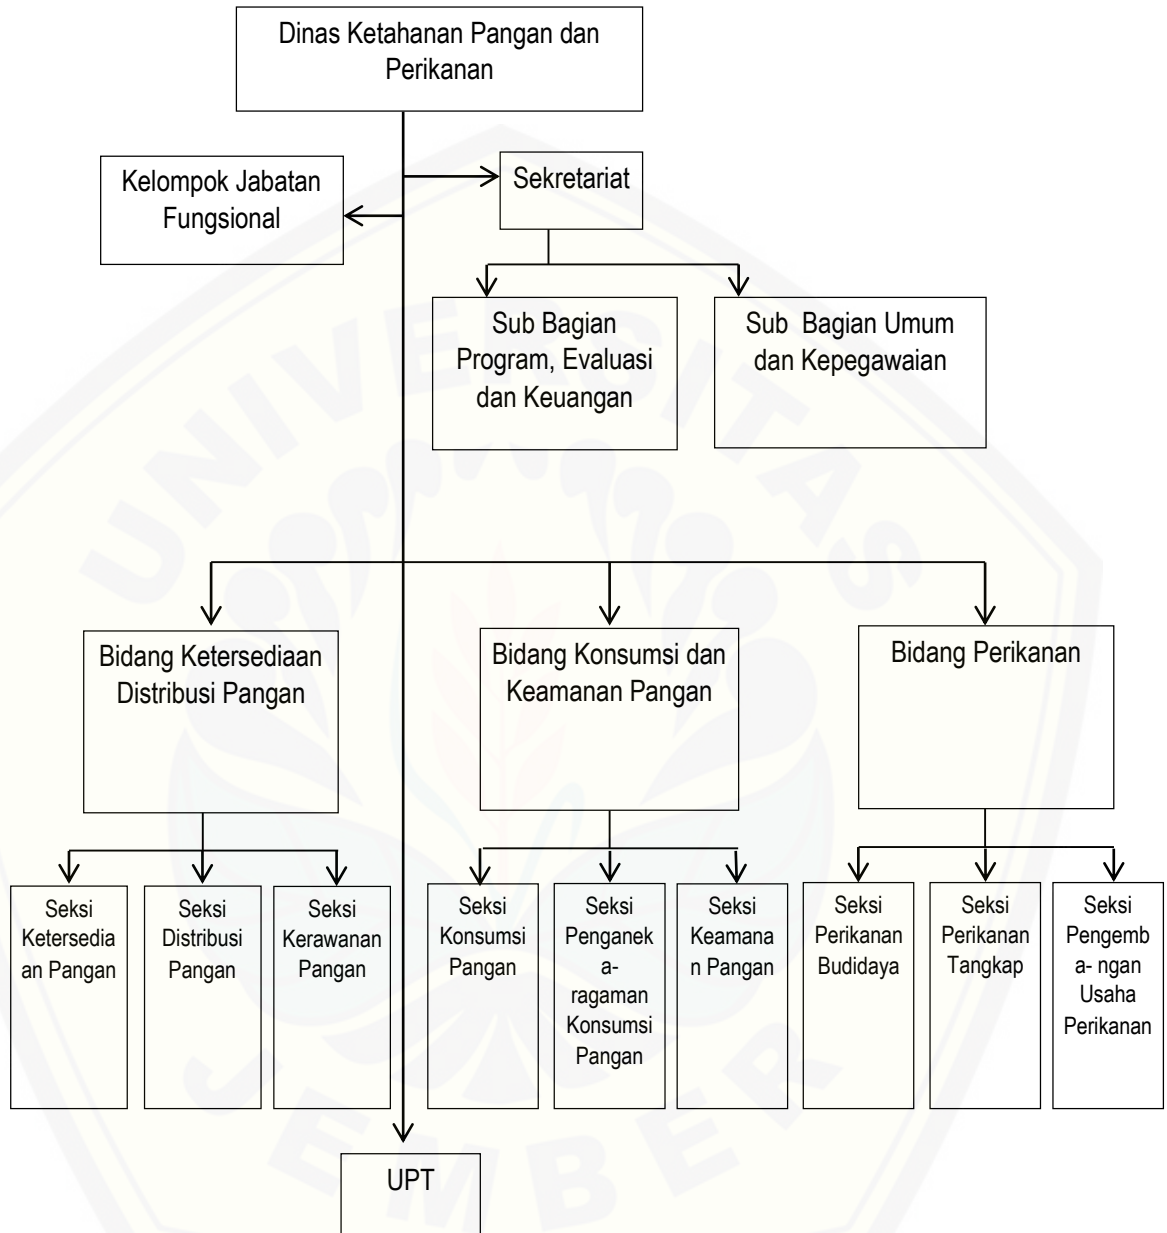 Dinas Ketahanan Pangan dan
Perikanan
Kelompok Jabatan
Fungsional
Sekretariat
Sub Bagian
Program, Evaluasi
dan Keuangan
Sub Bagian Umum
dan Kepegawaian
Bidang Ketersediaan
Distribusi Pangan
Bidang Konsumsi dan
Keamanan Pangan
Bidang Perikanan
Seksi
Ketersedia
an Pangan
Seksi
Distribusi
Pangan
Seksi
Kerawanan
Pangan
Seksi
Konsumsi
Pangan
Seksi
Penganek
a-
ragaman
Konsumsi
Pangan
Seksi
Keamana
n Pangan
Seksi
Perikanan
Budidaya
Seksi
Perikanan
Tangkap
Seksi
Pengemb
a- ngan
Usaha
Perikanan
UPT
UNIVERSITAS
JEMBER